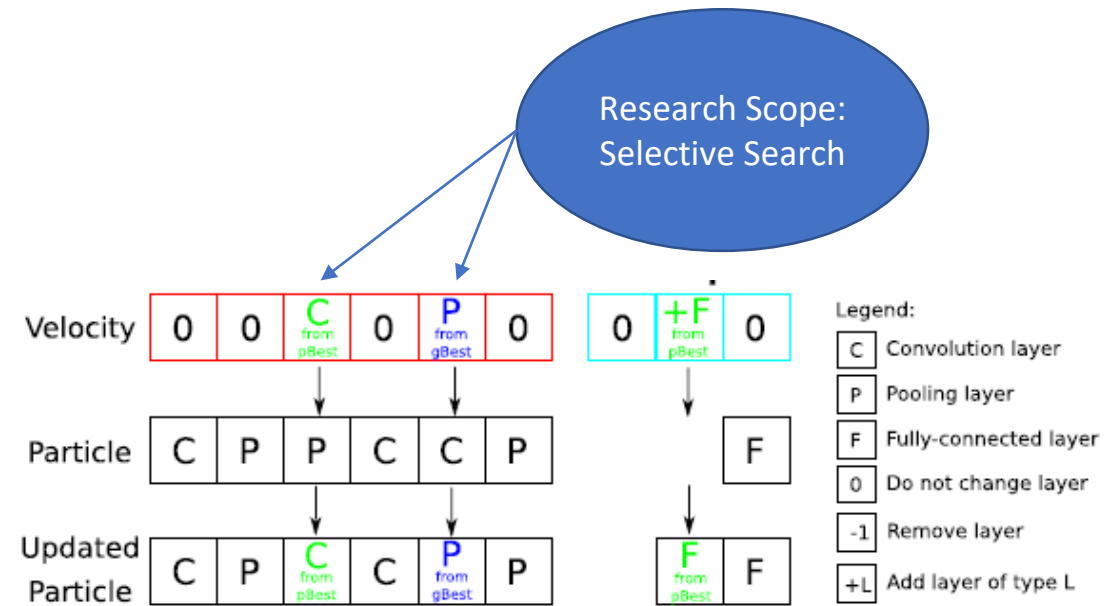 Research Scope:
Selective Search
Velocity
0 0 C from pBest 0 P from gBest 0 0 +F from pBest 0
Particle
C P P C C P F
Updated
Particle
C P C from pBest C P from gBest P F from pBest F
Legend:
C Convolution layer
P Pooling layer
F Fully-connected layer
0 Do not change layer
-1 Remove layer
+L Add layer of type L